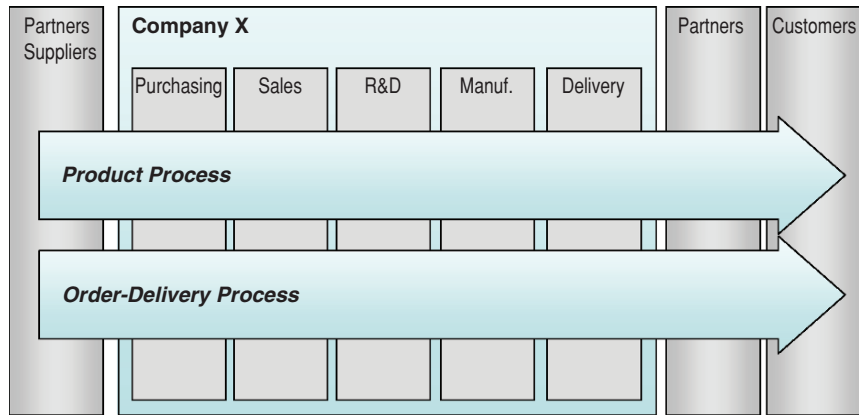 Partners
Suppliers
Company X
Partners
Customers
Purchasing
Sales
R&D
Manuf.
Delivery
Product Process
Order-Delivery Process